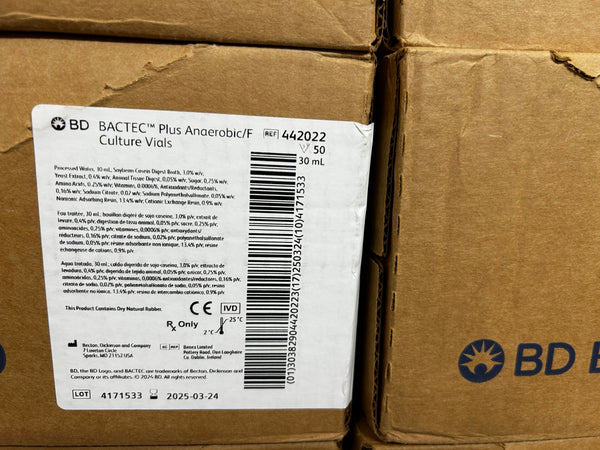 BD BACTEC™ Plus Anaerobic/F
Culture Vials
REF 442022
50
30 mL
Processed Water, 30 mL; Soybean Casein Digest Broth, 3.0% w/v;
Yeast Extract, 0.4% w/v; Animal Tissue Digest, 0.05% w/v; Sugar, 0.25% w/v;
Amino Acids, 0.25% w/v; Vitamins, 0.0006%, Antioxidants/Reductants,
0.16% w/v; Sodium Citrate, 0.02 w/v; Sodium Polyanetholsulfonate, 0.05% w/v;
Nonionic Adsorbing Resin, 13.4% w/v; Cationic Exchange Resin, 0.9% w/v.
Eau traitée, 30 mL; bouillon digéré de soja-caséine, 3,0% p/v; extrait de
levure, 0,4% p/v; digestion de tissu animal, 0,05% p/v; sucre, 0,25% p/v;
aminoacides, 0,25% p/v; vitamines, 0,0006% p/v; antioxydants/
réducteurs, 0,16% p/v; citrate de sodium, 0,02% p/v; polyanétholsulfonate
de sodium, 0,05% p/v; résine adsorbante non ionique, 13,4% p/v; résine
échangeuse de cations, 0,9% p/v.
Agua tratada, 30 mL; caldo digerido de soja-caseína, 3,0% p/v; extracto de
levadura, 0,4% p/v; digerido de tejido animal, 0,05% p/v; azúcar, 0,25% p/v;
aminoácidos, 0,25% p/v; vitaminas, 0,0006% antioxidantes/reductantes, 0,16% p/v;
citrato de sodio, 0,02 p/v; polianetolsulfonato de sodio, 0,05% p/v; resina
adsorbente no iónica, 13,4% p/v; resina de intercambio catiónico, 0,9% p/v.
This Product Contains Dry Natural Rubber.
CE IVD
Rx Only
2°C 25°C
Becton, Dickinson and Company
7 Loveton Circle
Sparks, MD 21152 USA
EC REP
Benex Limited
Pottery Road, Dun Laoghaire
Co. Dublin, Ireland
BD, the BD Logo, and BACTEC are trademarks of Becton, Dickinson and
Company or its affiliates. © 2024 BD. All rights reserved.
LOT 4171533 2025-03-24
(01)30382904420223(17)250324(10)4171533
BD